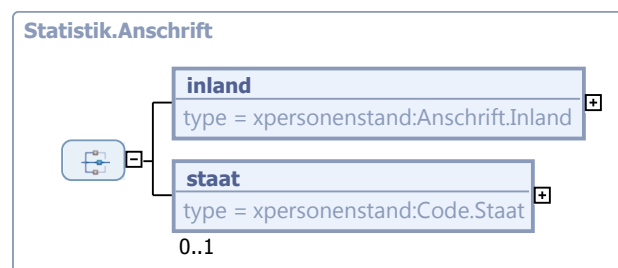 Statistik.Anschrift
inland
type = xpersonenstand:Anschrift.Inland
staat
type = xpersonenstand:Code.Staat
0..1